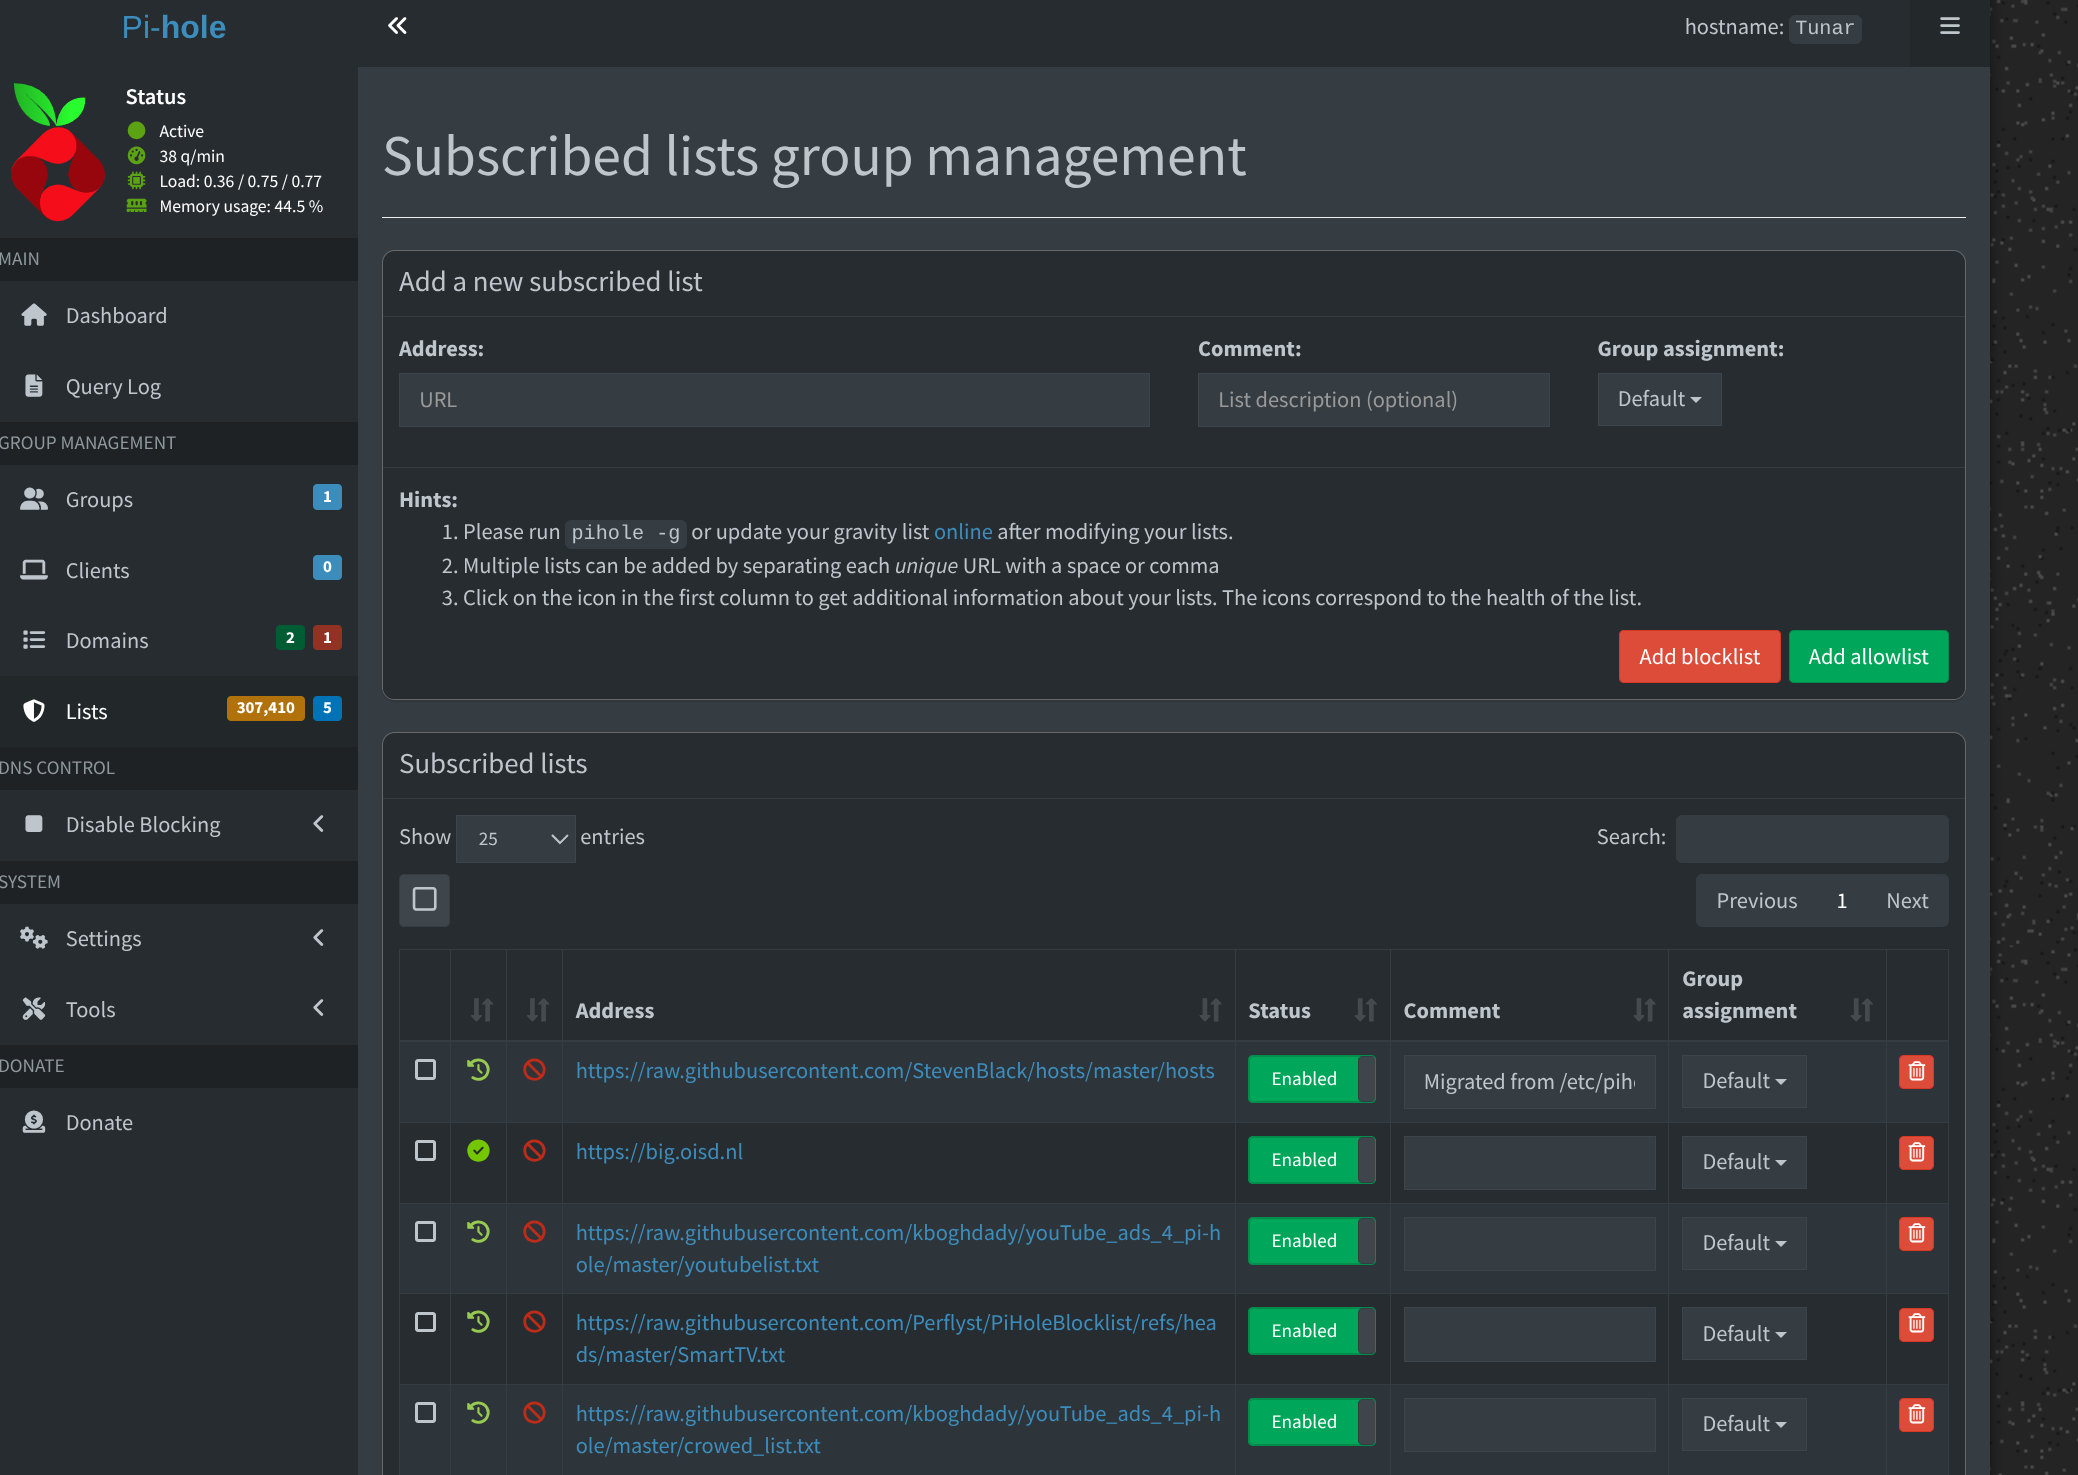 Pi-hole
hostname: Tunar
Status
Active
38 q/min
Load: 0.36 / 0.75 / 0.77
Memory usage: 44.5 %
MAIN
Dashboard
Query Log
GROUP MANAGEMENT
Groups 1
Clients 0
Domains 2 1
Lists 307,410 5
DNS CONTROL
Disable Blocking
SYSTEM
Settings
Tools
DONATE
Donate
Subscribed lists group management
Add a new subscribed list
Address: Comment: Group assignment:
URL List description (optional) Default
Hints:
1. Please run pihole -g or update your gravity list online after modifying your lists.
2. Multiple lists can be added by separating each unique URL with a space or comma
3. Click on the icon in the first column to get additional information about your lists. The icons correspond to the health of the list.
Add blocklist Add allowlist
Subscribed lists
Show 25 entries Search:
Previous 1 Next
Address Status Comment Group assignment
https://raw.githubusercontent.com/StevenBlack/hosts/master/hosts Enabled Migrated from /etc/pih Default
https://big.oisd.nl Enabled Default
https://raw.githubusercontent.com/kboghdady/youTube_ads_4_pi-h Enabled Default
ole/master/youtubelist.txt
https://raw.githubusercontent.com/Perflyst/PiHoleBlocklist/refs/hea Enabled Default
ds/master/SmartTV.txt
https://raw.githubusercontent.com/kboghdady/youTube_ads_4_pi-h Enabled Default
ole/master/crowed_list.txt